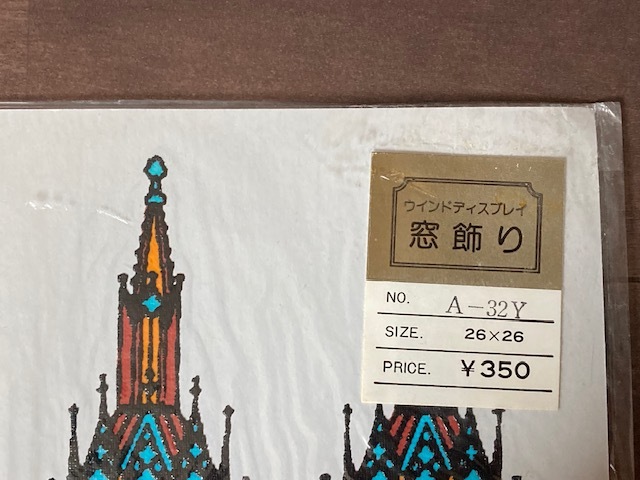 ウインドディスプレイ
窓飾り
NO. A-32Y
SIZE. 26×26
PRICE. ¥350